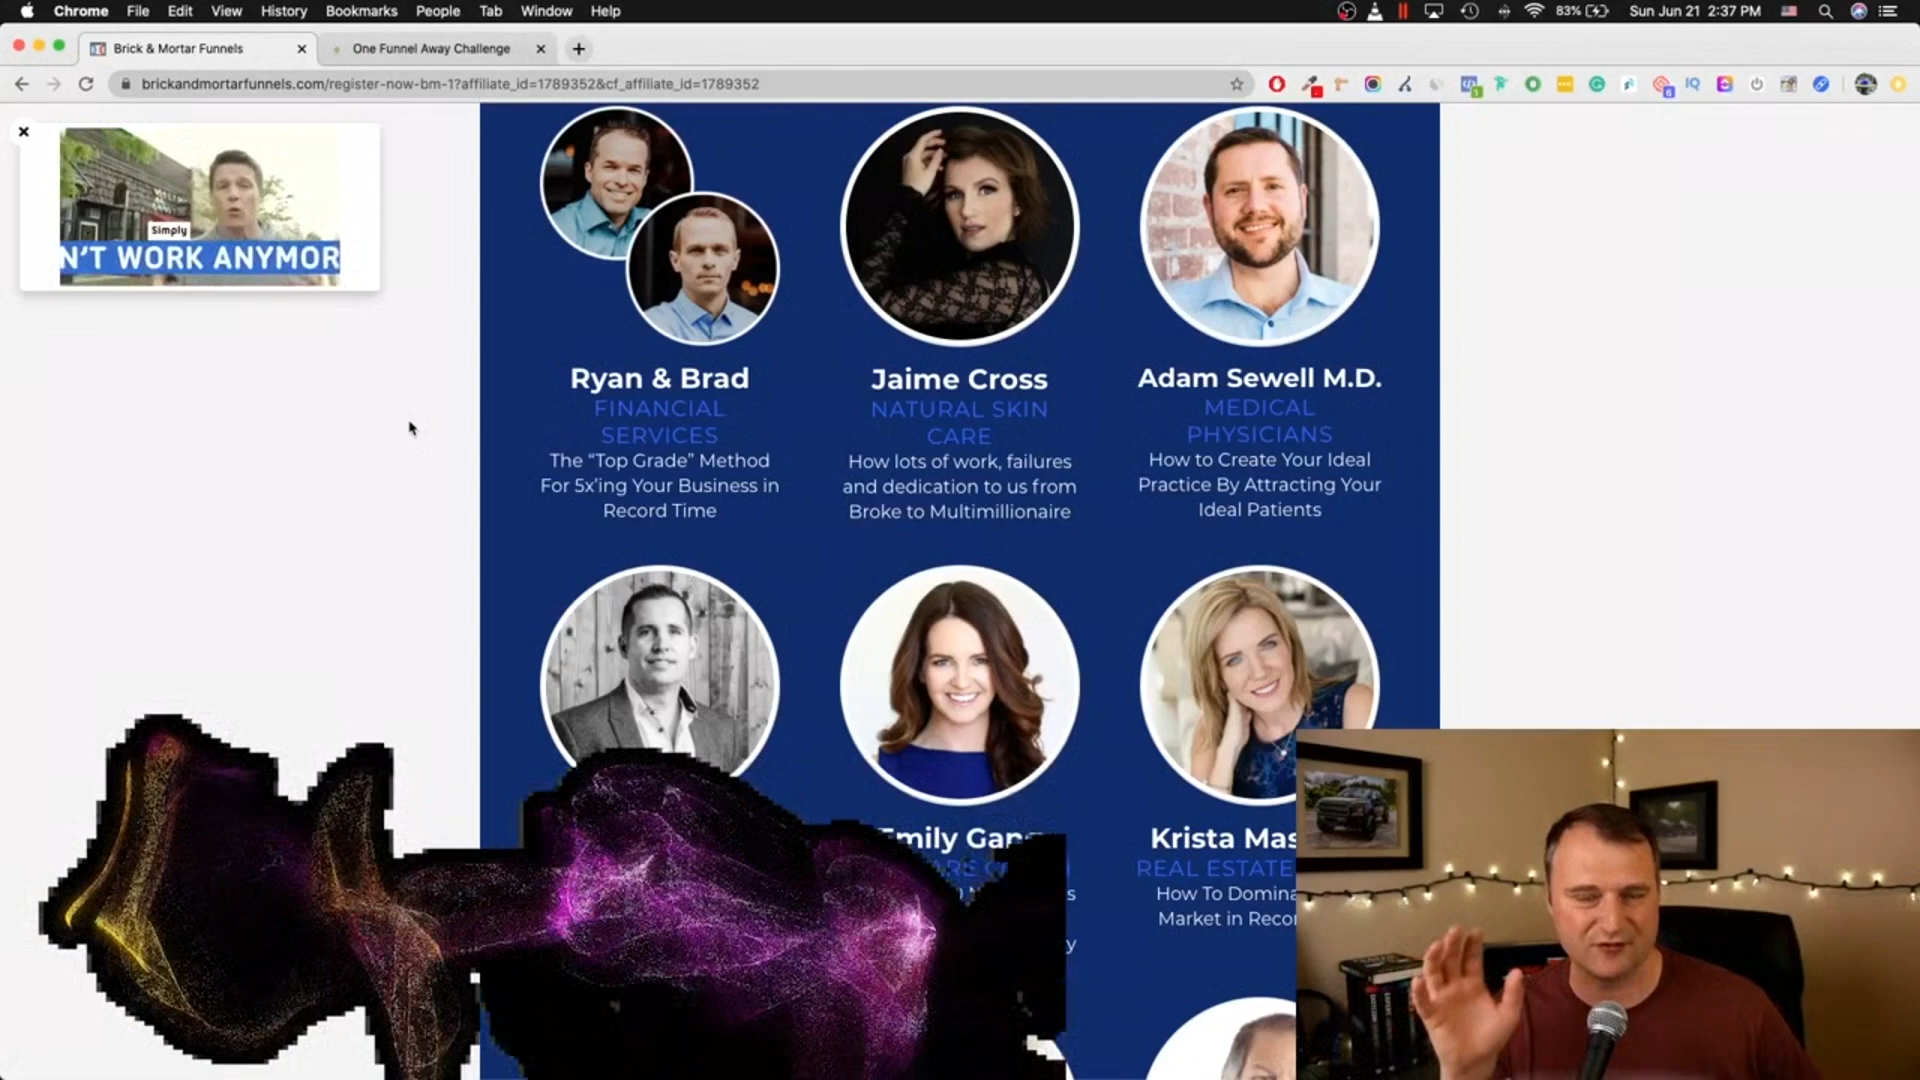 Chrome File Edit View History Bookmarks People Tab Window Help
83% Sun Jun 21 2:37 PM
Brick & Mortar Funnels
One Funnel Away Challenge
brickandmortarfunnels.com/register-now-bm-1?affiliate_id=1789352&cf_affiliate_id=1789352
Simply
N'T WORK ANYMOR
Ryan & Brad
FINANCIAL
SERVICES
The "Top Grade" Method
For 5x'ing Your Business in
Record Time
Jaime Cross
NATURAL SKIN
CARE
How lots of work, failures
and dedication to us from
Broke to Multimillionaire
Adam Sewell M.D.
MEDICAL
PHYSICIANS
How to Create Your Ideal
Practice By Attracting Your
Ideal Patients
Krista Mas
REAL ESTATE
How To Domina
Market in Recor